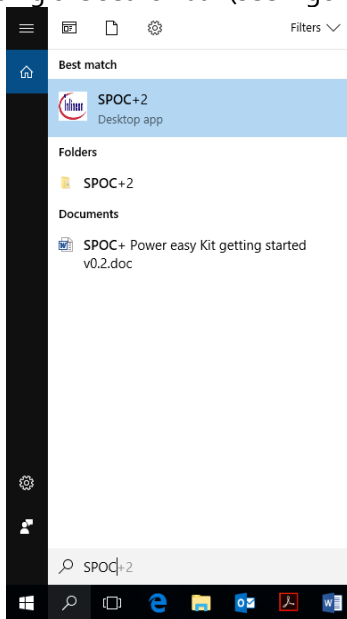 Filters
Best match
SPOC+2
Desktop app
Folders
SPOC+2
Documents
SPOC+ Power easy Kit getting started
v0.2.doc
SPOC+2